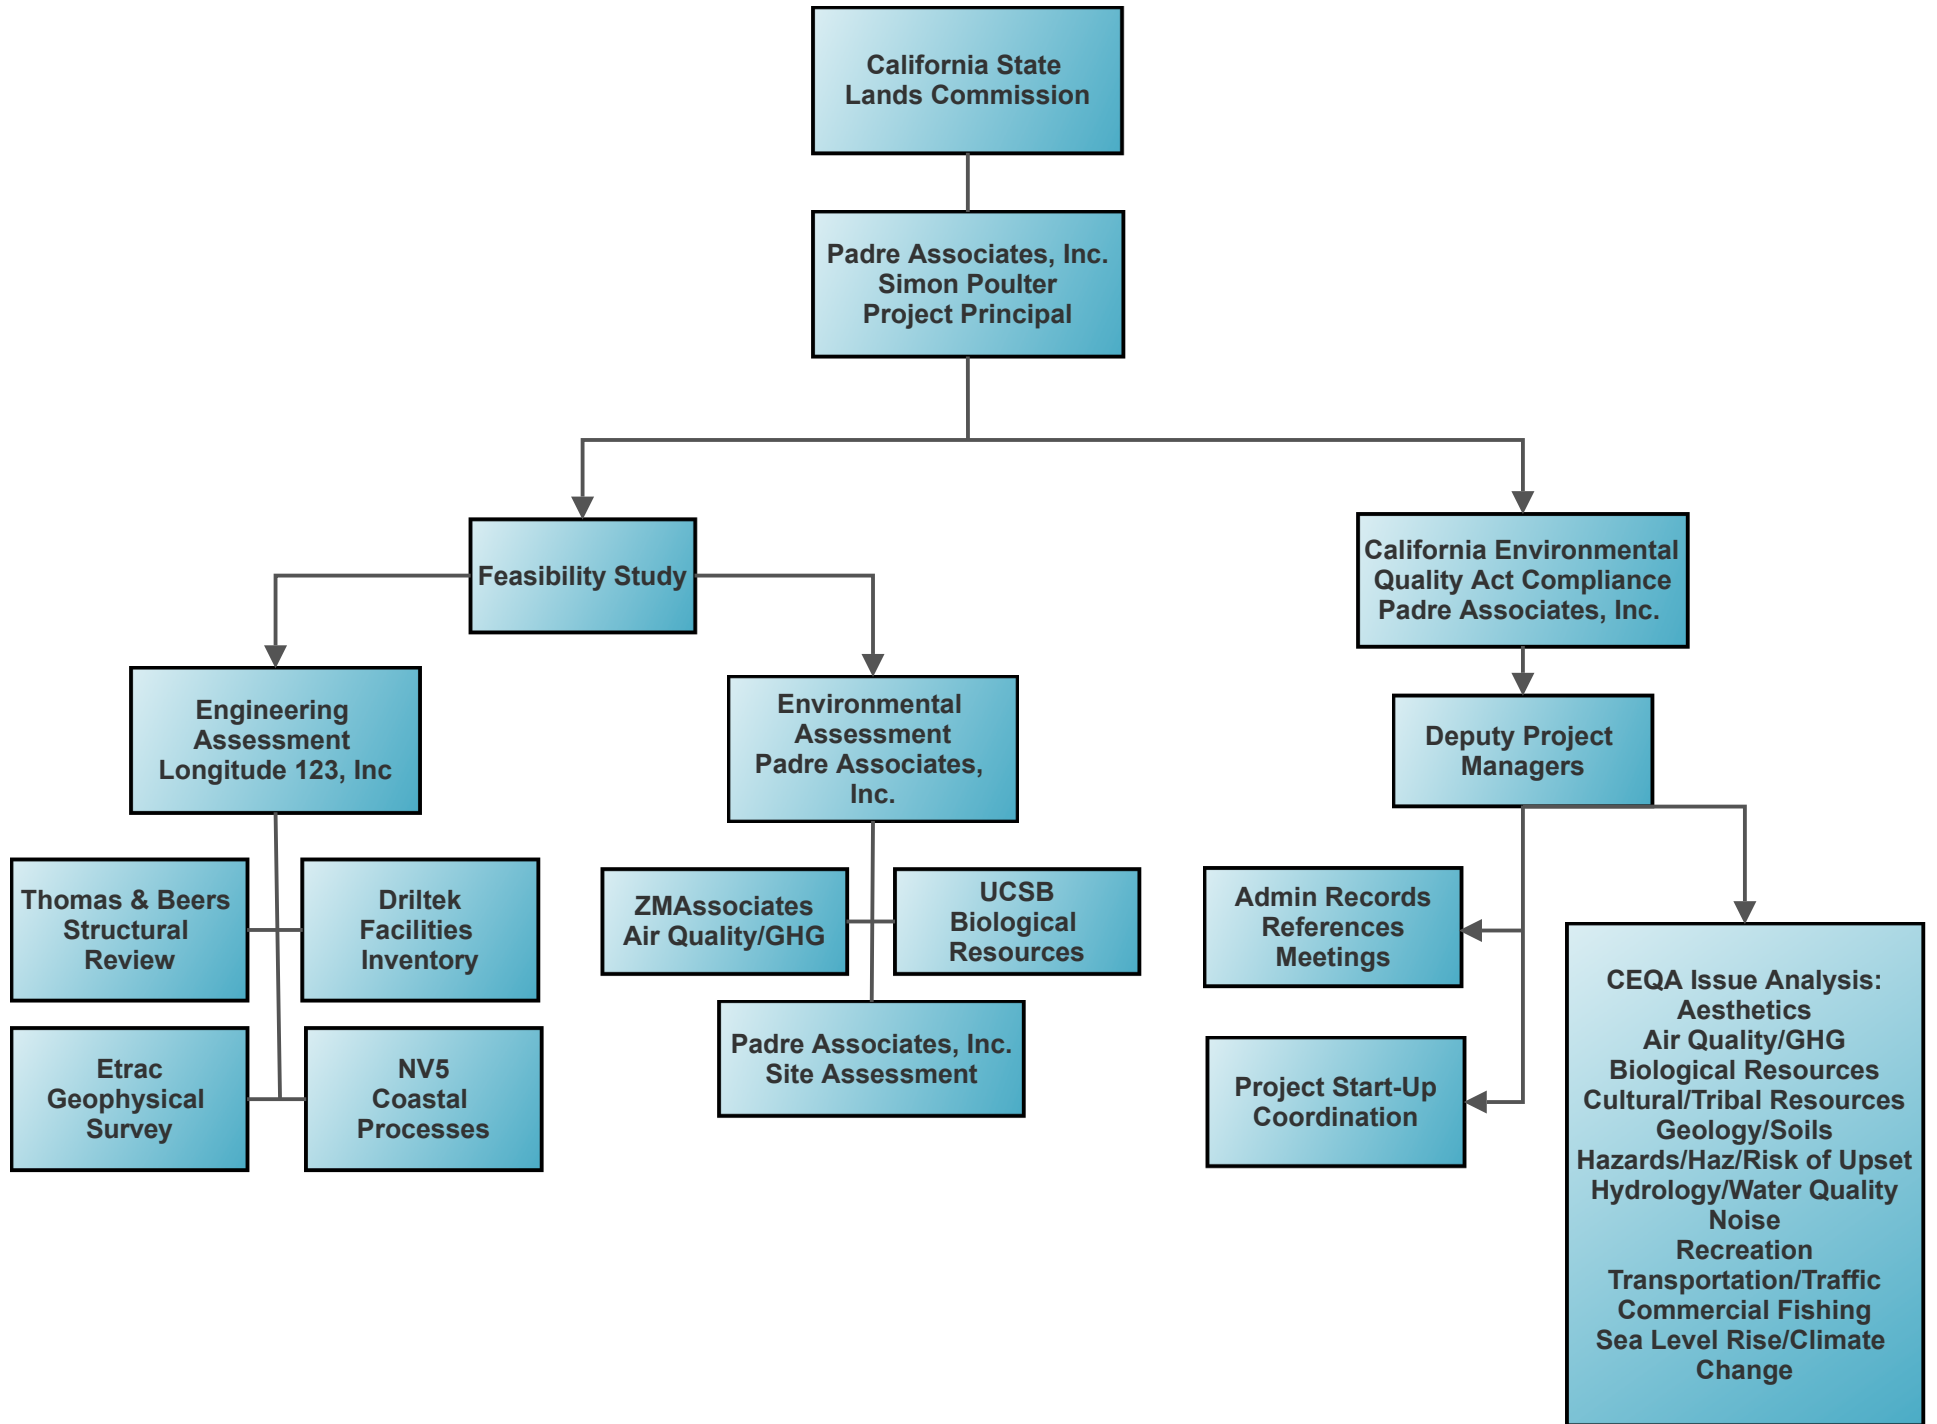 California State
Lands Commission
Padre Associates, Inc.
Simon Poulter
Project Principal
Feasibility Study
California Environmental
Quality Act Compliance
Padre Associates, Inc.
Engineering
Assessment
Longitude 123, Inc
Environmental
Assessment
Padre Associates,
Inc.
Deputy Project
Managers
Thomas & Beers
Structural
Review
Driltek
Facilities
Inventory
Etrac
Geophysical
Survey
NV5
Coastal
Processes
ZMAssociates
Air Quality/GHG
UCSB
Biological
Resources
Padre Associates, Inc.
Site Assessment
Admin Records
References
Meetings
Project Start-Up
Coordination
CEQA Issue Analysis:
Aesthetics
Air Quality/GHG
Biological Resources
Cultural/Tribal Resources
Geology/Soils
Hazards/Haz/Risk of Upset
Hydrology/Water Quality
Noise
Recreation
Transportation/Traffic
Commercial Fishing
Sea Level Rise/Climate
Change